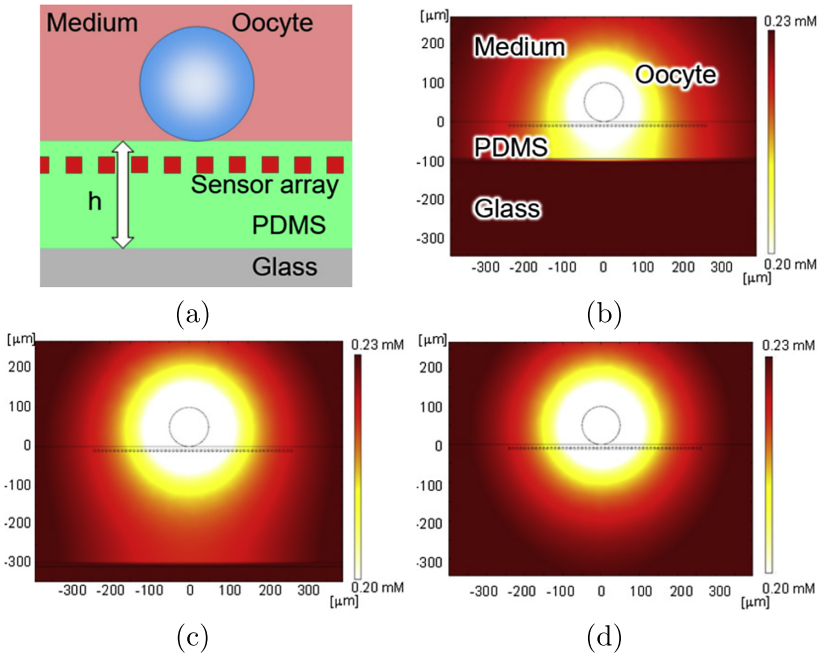 Medium Oocyte
Sensor array
h
PDMS
Glass
(a)
[μm]
200
100
0
-100
-200
-300
Medium
Oocyte
PDMS
Glass
-300 -200 -100 0 100 200 300
[μm]
0.23 mM
0.20 mM
(b)
[μm]
200
100
0
-100
-200
-300
-300 -200 -100 0 100 200 300
[μm]
0.23 mM
0.20 mM
(c)
[μm]
200
100
0
-100
-200
-300
-300 -200 -100 0 100 200 300
[μm]
0.23 mM
0.20 mM
(d)